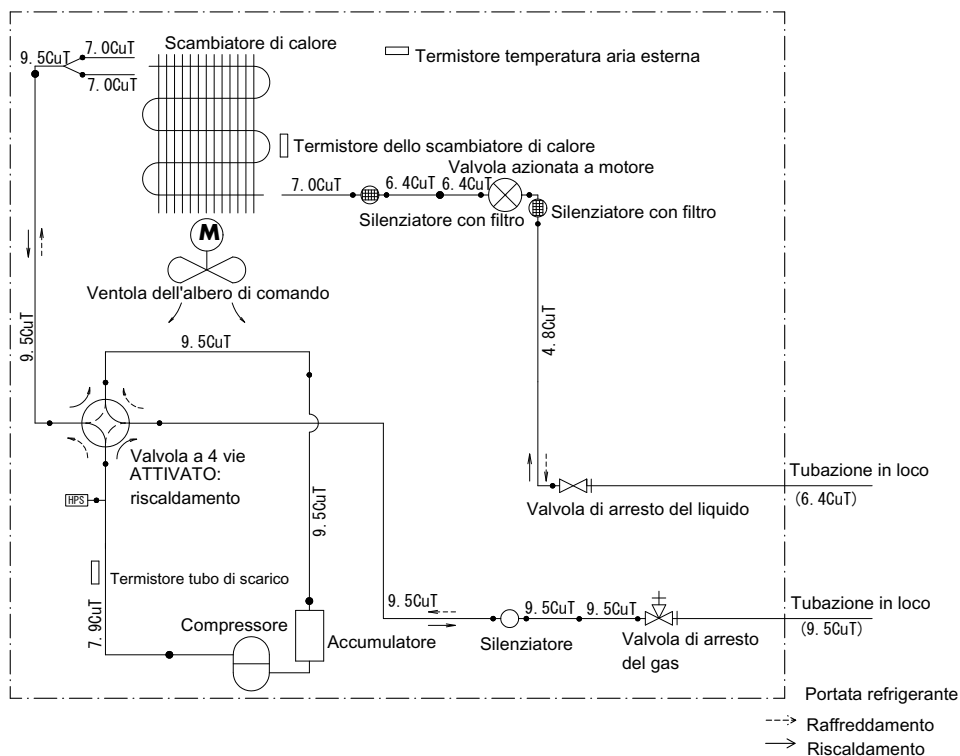 Scambiatore di calore
7.0CuT
9.5CuT
7.0CuT
Termistore temperatura aria esterna
Termistore dello scambiatore di calore
Valvola azionata a motore
7.0CuT
6.4CuT
6.4CuT
Silenziatore con filtro
Silenziatore con filtro
M
Ventola dell'albero di comando
9.5CuT
9.5CuT
4.8CuT
Valvola a 4 vie
ATTIVATO:
riscaldamento
HPS
9.5CuT
Tubazione in loco
(6.4CuT)
Valvola di arresto del liquido
Termistore tubo di scarico
7.9CuT
Compressore
Accumulatore
9.5CuT
9.5CuT
9.5CuT
Silenziatore
Valvola di arresto
del gas
Tubazione in loco
(9.5CuT)
Portata refrigerante
Raffreddamento
Riscaldamento